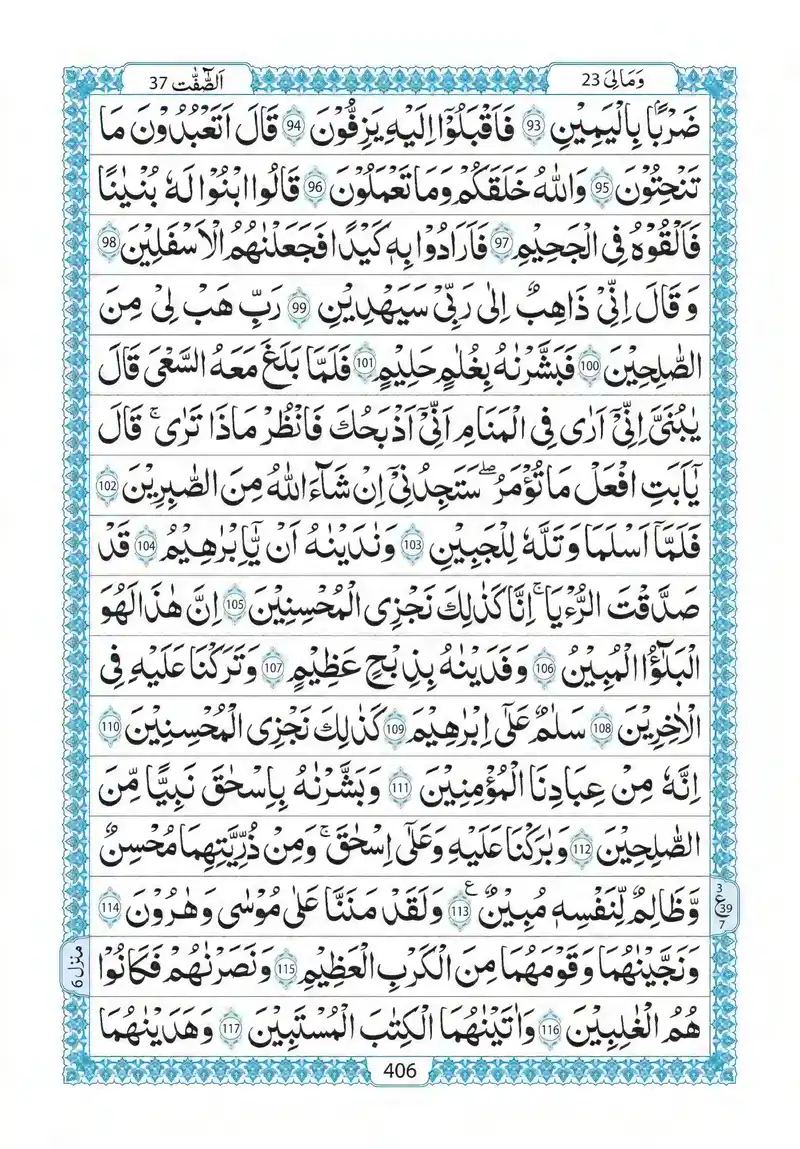 وَمَالِیَ 23
اَلصّٰٓفّٰت 37
ضَرْبًۢا بِالْیَمِیْنِ 93 فَاَقْبَلُوْۤا اِلَیْهِ یَزِفُّوْنَ 94 قَالَ اَتَعْبُدُوْنَ مَا
تَنْحِتُوْنَ 95 وَاللّٰهُ خَلَقَكُمْ وَمَا تَعْمَلُوْنَ 96 قَالُوا ابْنُوْا لَهٗ بُنْیَانًا
فَاَلْقُوْهُ فِی الْجَحِیْمِ 97 فَاَرَادُوْا بِهٖ كَیْدًا فَجَعَلْنٰهُمُ الْاَسْفَلِیْنَ 98
وَقَالَ اِنِّیْ ذَاهِبٌ اِلٰی رَبِّیْ سَیَهْدِیْنِ 99 رَبِّ هَبْ لِیْ مِنَ
الصّٰلِحِیْنَ 100 فَبَشَّرْنٰهُ بِغُلٰمٍ حَلِیْمٍ 101 فَلَمَّا بَلَغَ مَعَهُ السَّعْیَ قَالَ
یٰبُنَیَّ اِنِّیْۤ اَرٰی فِی الْمَنَامِ اَنِّیْۤ اَذْبَحُكَ فَانْظُرْ مَاذَا تَرٰی ؕ قَالَ
یٰۤاَبَتِ افْعَلْ مَا تُؤْمَرُ ؗ سَتَجِدُنِیْۤ اِنْ شَآءَ اللّٰهُ مِنَ الصّٰبِرِیْنَ 102
فَلَمَّاۤ اَسْلَمَا وَتَلَّهٗ لِلْجَبِیْنِ 103 وَنَادَیْنٰهُ اَنْ یّٰۤاِبْرٰهِیْمُ 104 قَدْ
صَدَّقْتَ الرُّءْیَا ۚ اِنَّا كَذٰلِكَ نَجْزِی الْمُحْسِنِیْنَ 105 اِنَّ هٰذَا لَهُوَ
الْبَلٰٓؤُا الْمُبِیْنُ 106 وَفَدَیْنٰهُ بِذِبْحٍ عَظِیْمٍ 107 وَتَرَكْنَا عَلَیْهِ فِی
الْاٰخِرِیْنَ 108 سَلٰمٌ عَلٰۤی اِبْرٰهِیْمَ 109 كَذٰلِكَ نَجْزِی الْمُحْسِنِیْنَ 110
اِنَّهٗ مِنْ عِبَادِنَا الْمُؤْمِنِیْنَ 111 وَبَشَّرْنٰهُ بِاِسْحٰقَ نَبِیًّا مِّنَ
الصّٰلِحِیْنَ 112 وَبٰرَكْنَا عَلَیْهِ وَعَلٰۤی اِسْحٰقَ ؕ وَمِنْ ذُرِّیَّتِهِمَا مُحْسِنٌ
وَّظَالِمٌ لِّنَفْسِهٖ مُبِیْنٌ ع 113 وَلَقَدْ مَنَنَّا عَلٰی مُوْسٰی وَهٰرُوْنَ 114
3
ع
39
7
وَنَجَّیْنٰهُمَا وَقَوْمَهُمَا مِنَ الْكَرْبِ الْعَظِیْمِ 115 وَنَصَرْنٰهُمْ فَكَانُوْا
منزل 6
هُمُ الْغٰلِبِیْنَ 116 وَاٰتَیْنٰهُمَا الْكِتٰبَ الْمُسْتَبِیْنَ 117 وَهَدَیْنٰهُمَا
406